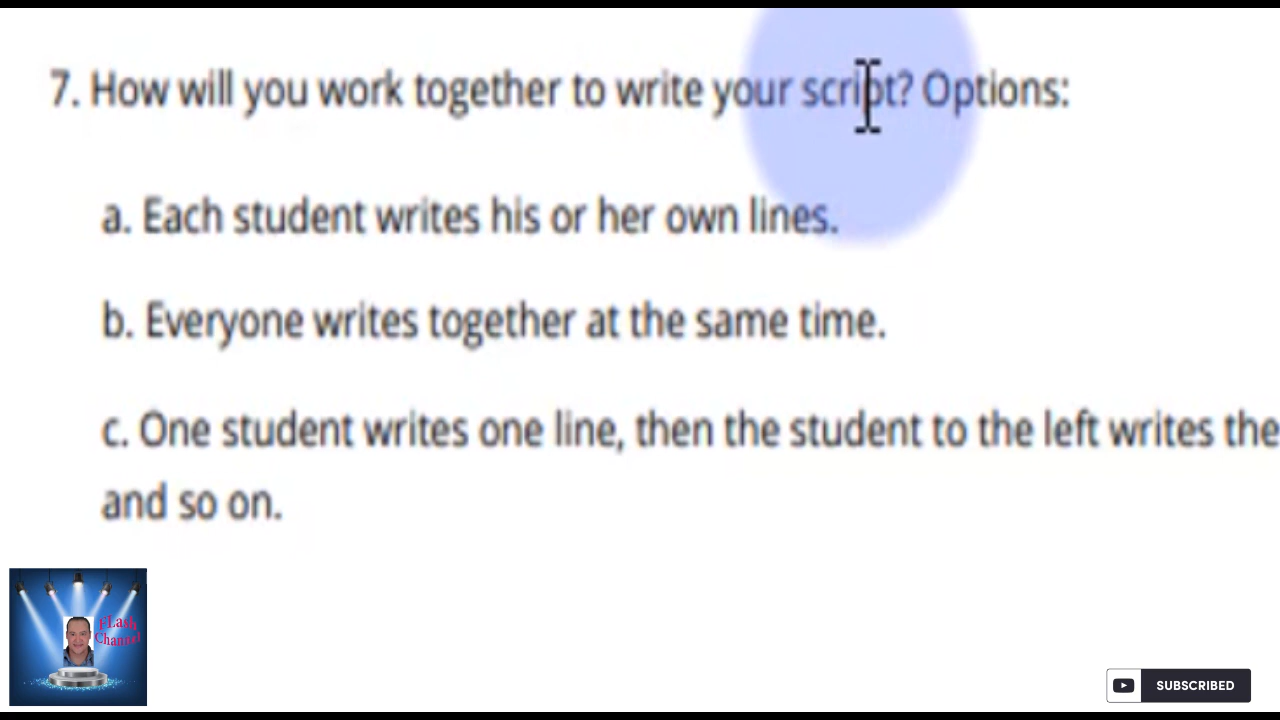 7. How will you work together to write your script? Options:
a. Each student writes his or her own lines.
b. Everyone writes together at the same time.
c. One student writes one line, then the student to the left writes the
and so on.
FLash
Channel
SUBSCRIBED